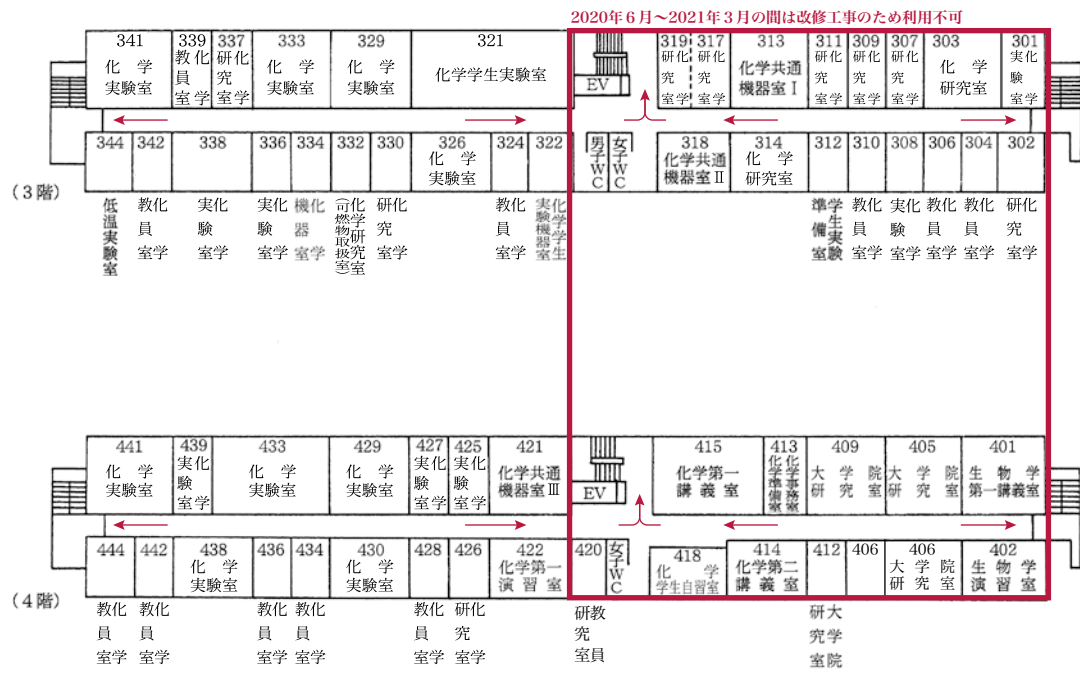 2020年６月～2021年３月の間は改修工事のため利用不可
341
化学
実験室
339
化学
教員室
337
化学
研究室
333
化学
実験室
329
化学
実験室
321
化学学生実験室
EV
319
化学
研究室
317
化学
研究室
313
化学共通
機器室Ⅰ
311
化学
研究室
309
化学
研究室
307
化学
研究室
303
化学
研究室
301
化学
実験室
(３階)
344
低温実験室
342
化学
教員室
338
化学
実験室
336
化学
実験室
334
化学
機器室
332
化学研究室
(可燃物取扱室)
330
化学
研究室
326
化学
実験室
324
化学
教員室
322
化学学生
実験機器室
男子WC
女子WC
318
化学共通
機器室Ⅱ
314
化学
研究室
312
学生実験
準備室
310
化学
教員室
308
化学
実験室
306
化学
教員室
304
化学
教員室
302
化学
研究室
441
化学
実験室
439
化学
実験室
433
化学
実験室
429
化学
実験室
427
化学
実験室
425
化学
実験室
421
化学共通
機器室Ⅲ
EV
415
化学第一
講義室
413
化学事務室
化学準備室
409
大学院
研究室
405
大学院
研究室
401
生物学
第一講義室
(４階)
444
化学
教員室
442
化学
教員室
438
化学
実験室
436
化学
教員室
434
化学
教員室
430
化学
実験室
428
化学
教員室
426
化学
研究室
422
化学第一
演習室
420
教員
研究室
女子WC
418
化学
学生自習室
414
化学第二
講義室
412
大学院
研究室
406
406
大学院
研究室
402
生物学
演習室